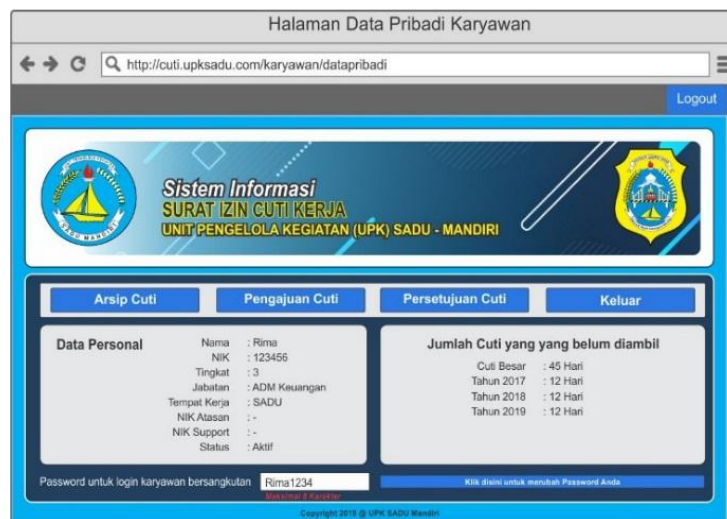 Halaman Data Pribadi Karyawan
http://cuti.upksadu.com/karyawan/datapribadi
Logout
Sistem Informasi
SURAT IZIN CUTI KERJA
UNIT PENGELOLA KEGIATAN (UPK) SADU - MANDIRI
SADU MANDIRI
Arsip Cuti
Pengajuan Cuti
Persetujuan Cuti
Keluar
Data Personal
Nama : Rima
NIK : 123456
Tingkat : 3
Jabatan : ADM Keuangan
Tempat Kerja : SADU
NIK Atasan : -
NIK Support : -
Status : Aktif
Jumlah Cuti yang yang belum diambil
Cuti Besar : 45 Hari
Tahun 2017 : 12 Hari
Tahun 2018 : 12 Hari
Tahun 2019 : 12 Hari
Password untuk login karyawan bersangkutan
Rima1234
Maksimal 8 Karakter
Klik disini untuk merubah Password Anda
Copyright 2019 @ UPK SADU Mandiri